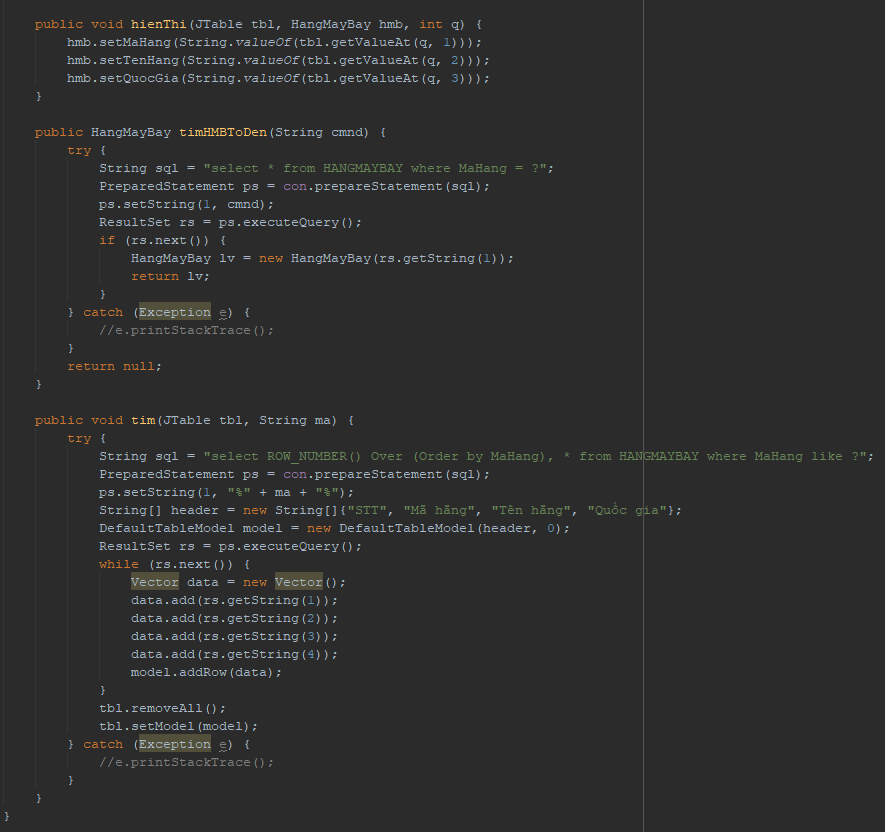 public void hienThi(JTable tbl, HangMayBay hmb, int q) {
hmb.setMaHang(String.valueOf(tbl.getValueAt(q, 1)));
hmb.setTenHang(String.valueOf(tbl.getValueAt(q, 2)));
hmb.setQuocGia(String.valueOf(tbl.getValueAt(q, 3)));
}
public HangMayBay timHMBToDen(String cmnd) {
try {
String sql = "select * from HANGMAYBAY where MaHang = ?";
PreparedStatement ps = con.prepareStatement(sql);
ps.setString(1, cmnd);
ResultSet rs = ps.executeQuery();
if (rs.next()) {
HangMayBay lv = new HangMayBay(rs.getString(1));
return lv;
}
} catch (Exception e) {
//e.printStackTrace();
}
return null;
}
public void tim(JTable tbl, String ma) {
try {
String sql = "select ROW_NUMBER() Over (Order by MaHang), * from HANGMAYBAY where MaHang like ?";
PreparedStatement ps = con.prepareStatement(sql);
ps.setString(1, "%" + ma + "%");
String[] header = new String[]{"STT", "Mã hãng", "Tên hãng", "Quốc gia"};
DefaultTableModel model = new DefaultTableModel(header, 0);
ResultSet rs = ps.executeQuery();
while (rs.next()) {
Vector data = new Vector();
data.add(rs.getString(1));
data.add(rs.getString(2));
data.add(rs.getString(3));
data.add(rs.getString(4));
model.addRow(data);
}
tbl.removeAll();
tbl.setModel(model);
} catch (Exception e) {
//e.printStackTrace();
}
}
}